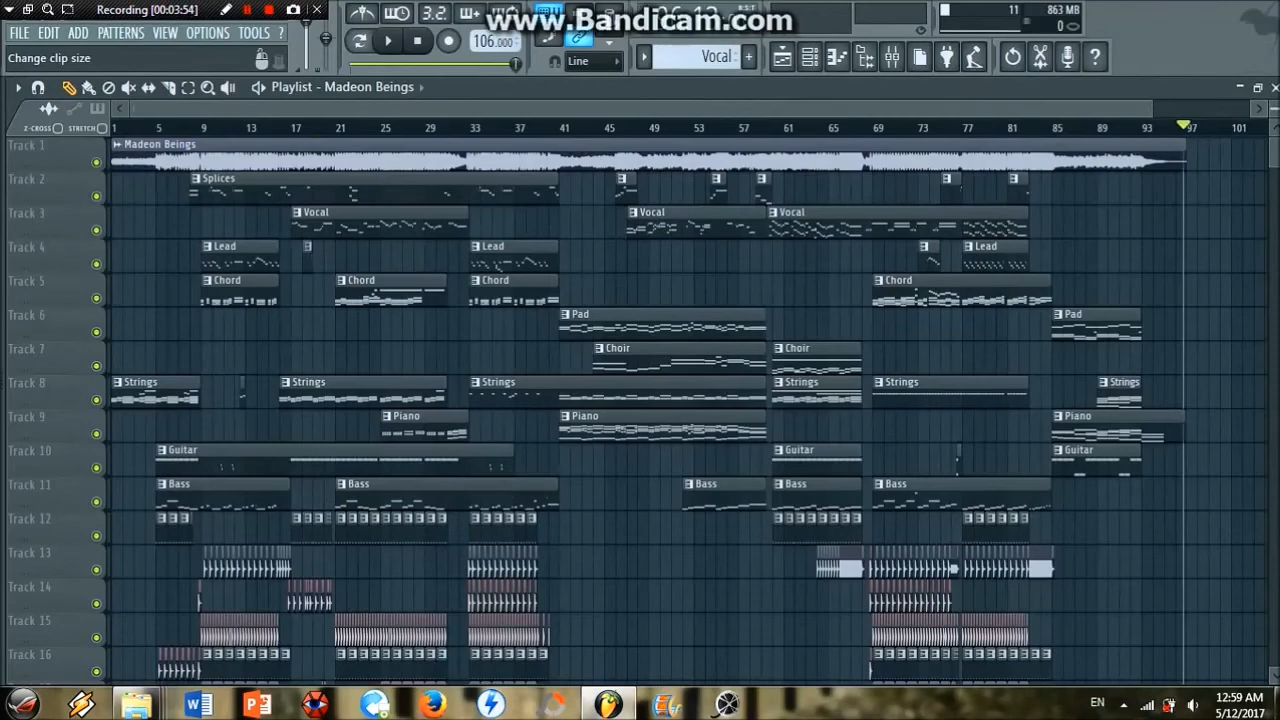 Recording [00:03:54]
www.Bandicam.com
3.2
11
863 MB
0
FILE EDIT ADD PATTERNS VIEW OPTIONS TOOLS ?
106.000
Change clip size
Line
Vocal
Playlist - Madeon Beings
Z-CROSS STRETCH
1 5 9 13 17 21 25 29 33 37 41 45 49 53 57 61 65 69 73 77 81 85 89 93 97 101
Track 1 Madeon Beings
Track 2 Splices
Track 3 Vocal Vocal Vocal
Track 4 Lead Lead Lead
Track 5 Chord Chord Chord Chord
Track 6 Pad Pad
Track 7 Choir Choir
Track 8 Strings Strings Strings Strings Strings Strings
Track 9 Piano Piano Piano
Track 10 Guitar Guitar Guitar
Track 11 Bass Bass Bass Bass Bass
Track 12
Track 13
Track 14
Track 15
Track 16
EN
12:59 AM
5/12/2017